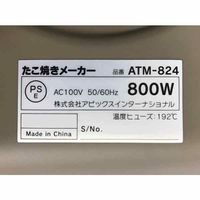 たこ焼きメーカー 品番 ATM-824
PS
E
AC100V 50/60Hz 800W
株式会社アピックスインターナショナル
温度ヒューズ：192℃
Made in China
S/No.